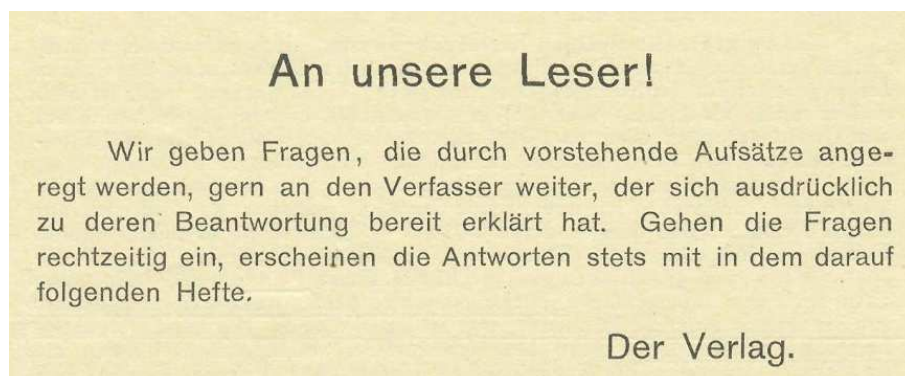 An unsere Leser!
Wir geben Fragen, die durch vorstehende Aufsätze ange-
regt werden, gern an den Verfasser weiter, der sich ausdrücklich
zu deren Beantwortung bereit erklärt hat. Gehen die Fragen
rechtzeitig ein, erscheinen die Antworten stets mit in dem darauf
folgenden Hefte.
Der Verlag.